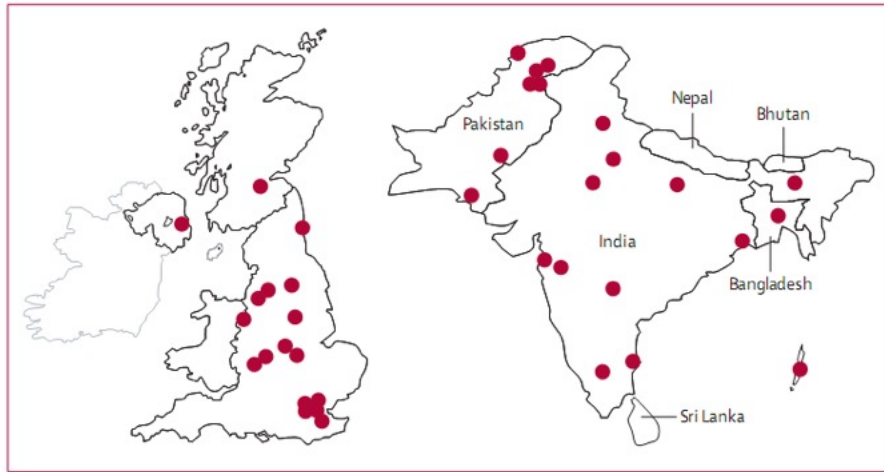 Nepal
Bhutan
Pakistan
India
Bangladesh
Sri Lanka